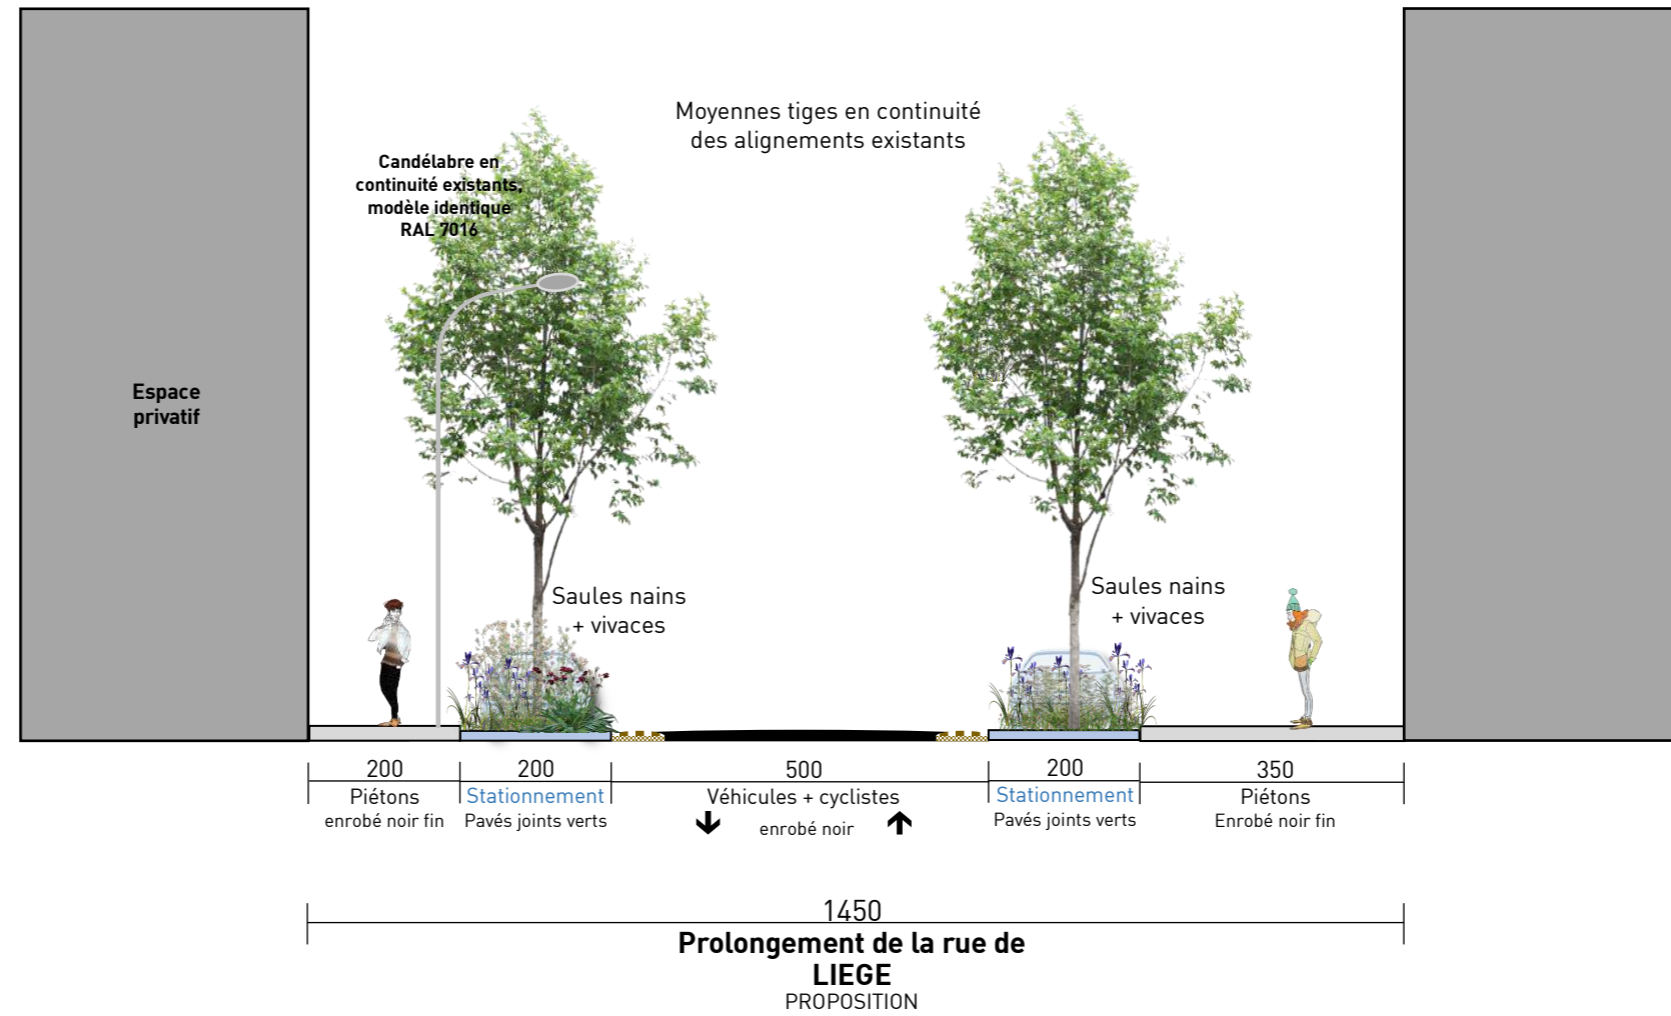 Moyennes tiges en continuité
des alignements existants
Candélabre en
continuité existants,
modèle identique
RAL 7016
Espace
privatif
Saules nains
+ vivaces
Saules nains
+ vivaces
200
200
500
200
350
Piétons
Stationnement
Véhicules + cyclistes
Stationnement
Piétons
enrobé noir fin
Pavés joints verts
enrobé noir
Pavés joints verts
Enrobé noir fin
1450
Prolongement de la rue de
LIEGE
PROPOSITION